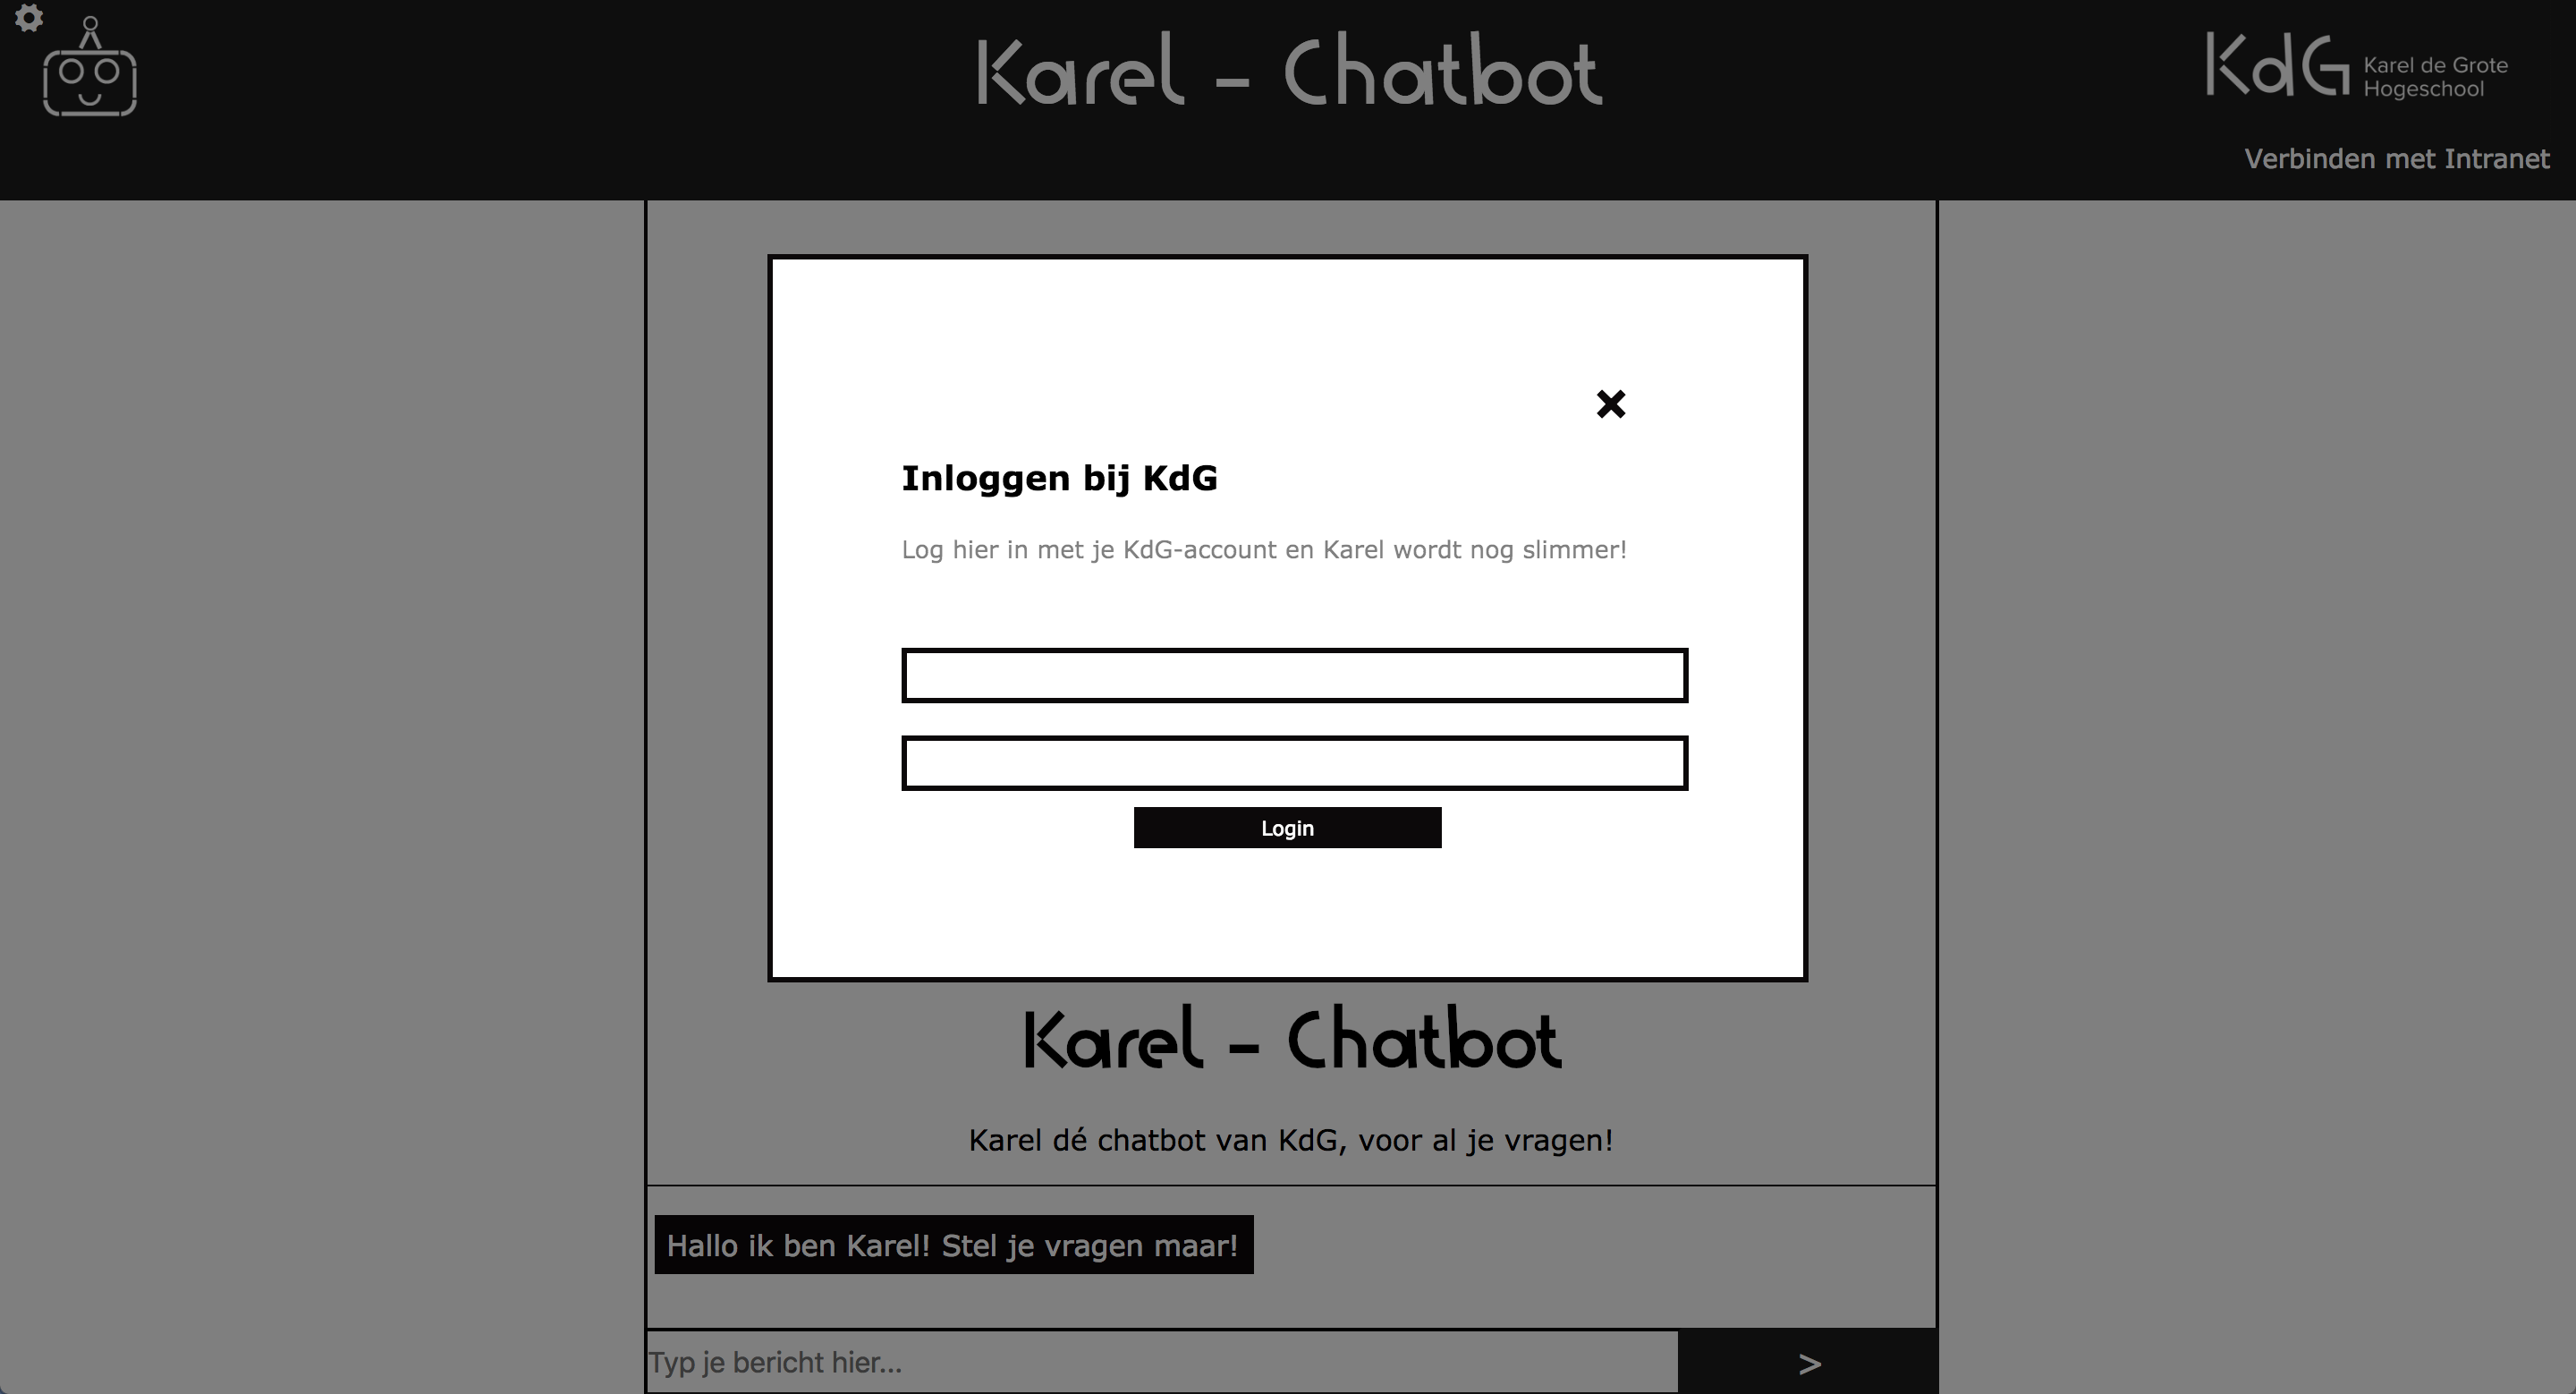 Karel - Chatbot
KdG Karel de Grote
Hogeschool
Verbinden met Intranet
Inloggen bij KdG
Log hier in met je KdG-account en Karel wordt nog slimmer!
Login
Karel - Chatbot
Karel dé chatbot van KdG, voor al je vragen!
Hallo ik ben Karel! Stel je vragen maar!
Typ je bericht hier...
>